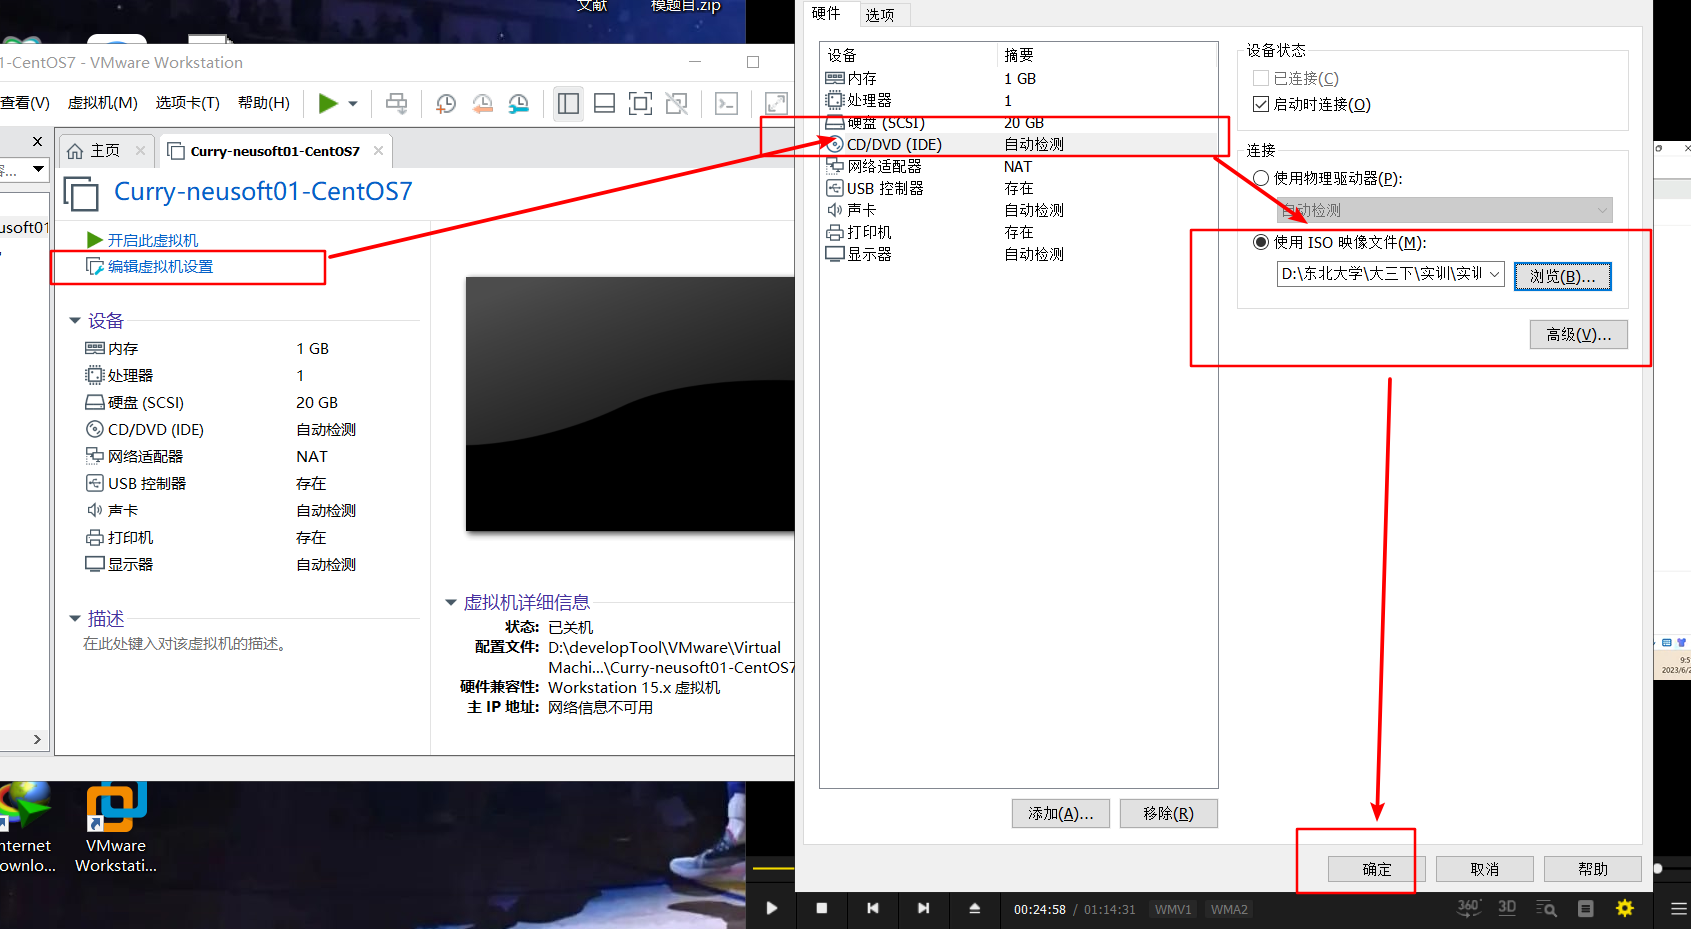 文献
模题目.zip
1-CentOS7 - VMware Workstation
查看(V) 虚拟机(M) 选项卡(T) 帮助(H)
主页
Curry-neusoft01-CentOS7
Curry-neusoft01-CentOS7
usoft01
开启此虚拟机
编辑虚拟机设置
设备
内存 1 GB
处理器 1
硬盘 (SCSI) 20 GB
CD/DVD (IDE) 自动检测
网络适配器 NAT
USB 控制器 存在
声卡 自动检测
打印机 存在
显示器 自动检测
描述
在此处键入对该虚拟机的描述。
虚拟机详细信息
状态: 已关机
配置文件: D:\developTool\VMware\Virtual
Machi...\Curry-neusoft01-CentOS7
硬件兼容性: Workstation 15.x 虚拟机
主 IP 地址: 网络信息不可用
硬件 选项
设备 摘要
内存 1 GB
处理器 1
硬盘 (SCSI) 20 GB
CD/DVD (IDE) 自动检测
网络适配器 NAT
USB 控制器 存在
声卡 自动检测
打印机 存在
显示器 自动检测
添加(A)... 移除(R)
设备状态
已连接(C)
启动时连接(O)
连接
使用物理驱动器(P):
自动检测
使用 ISO 映像文件(M):
D:\东北大学\大三下\实训\实训 浏览(B)...
高级(V)...
确定 取消 帮助
nternet
ownlo...
VMware
Workstati...
00:24:58 / 01:14:31 WMV1 WMA2
360° 3D
9:5
2023/6/2